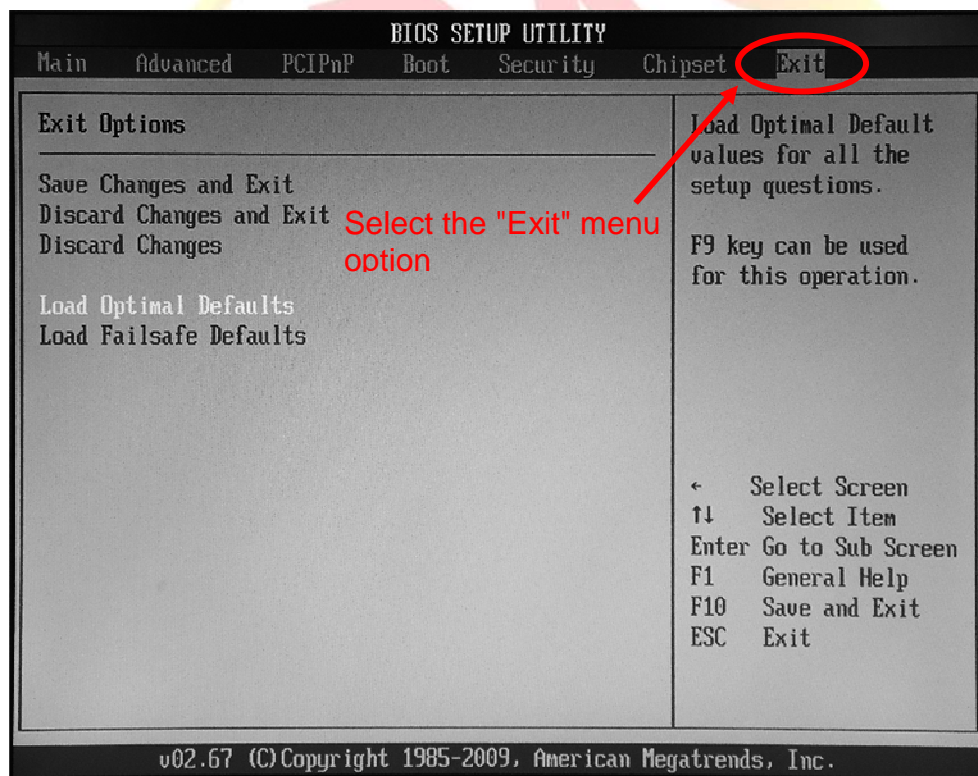 BIOS SETUP UTILITY
Main Advanced PCIPnP Boot Security Chipset Exit
Exit Options
Save Changes and Exit
Discard Changes and Exit
Discard Changes
Load Optimal Defaults
Load Failsafe Defaults
Select the "Exit" menu
option
Load Optimal Default
values for all the
setup questions.
F9 key can be used
for this operation.
← Select Screen
↑↓ Select Item
Enter Go to Sub Screen
F1 General Help
F10 Save and Exit
ESC Exit
v02.67 (C)Copyright 1985-2009, American Megatrends, Inc.